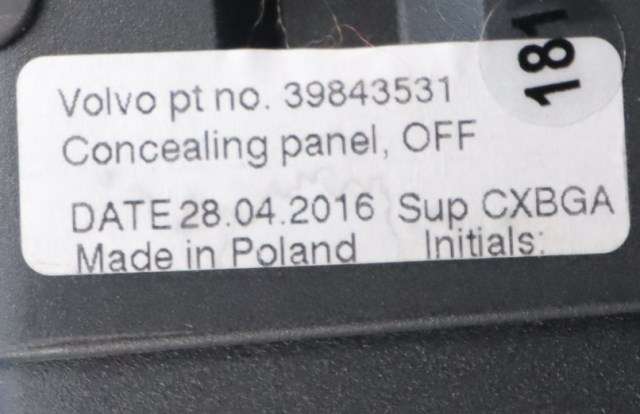 Volvo pt no. 39843531
Concealing panel, OFF
DATE 28.04.2016 Sup CXBGA
Made in Poland Initials:
181